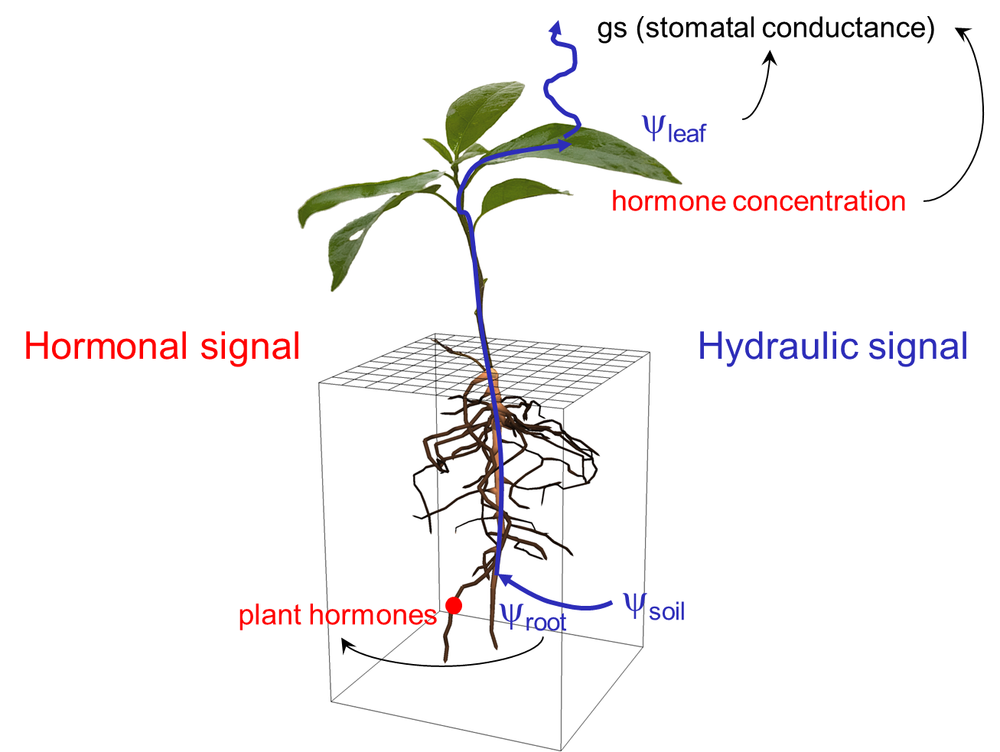 gs (stomatal conductance)
ψleaf
hormone concentration
Hormonal signal
Hydraulic signal
plant hormones
ψroot
ψsoil